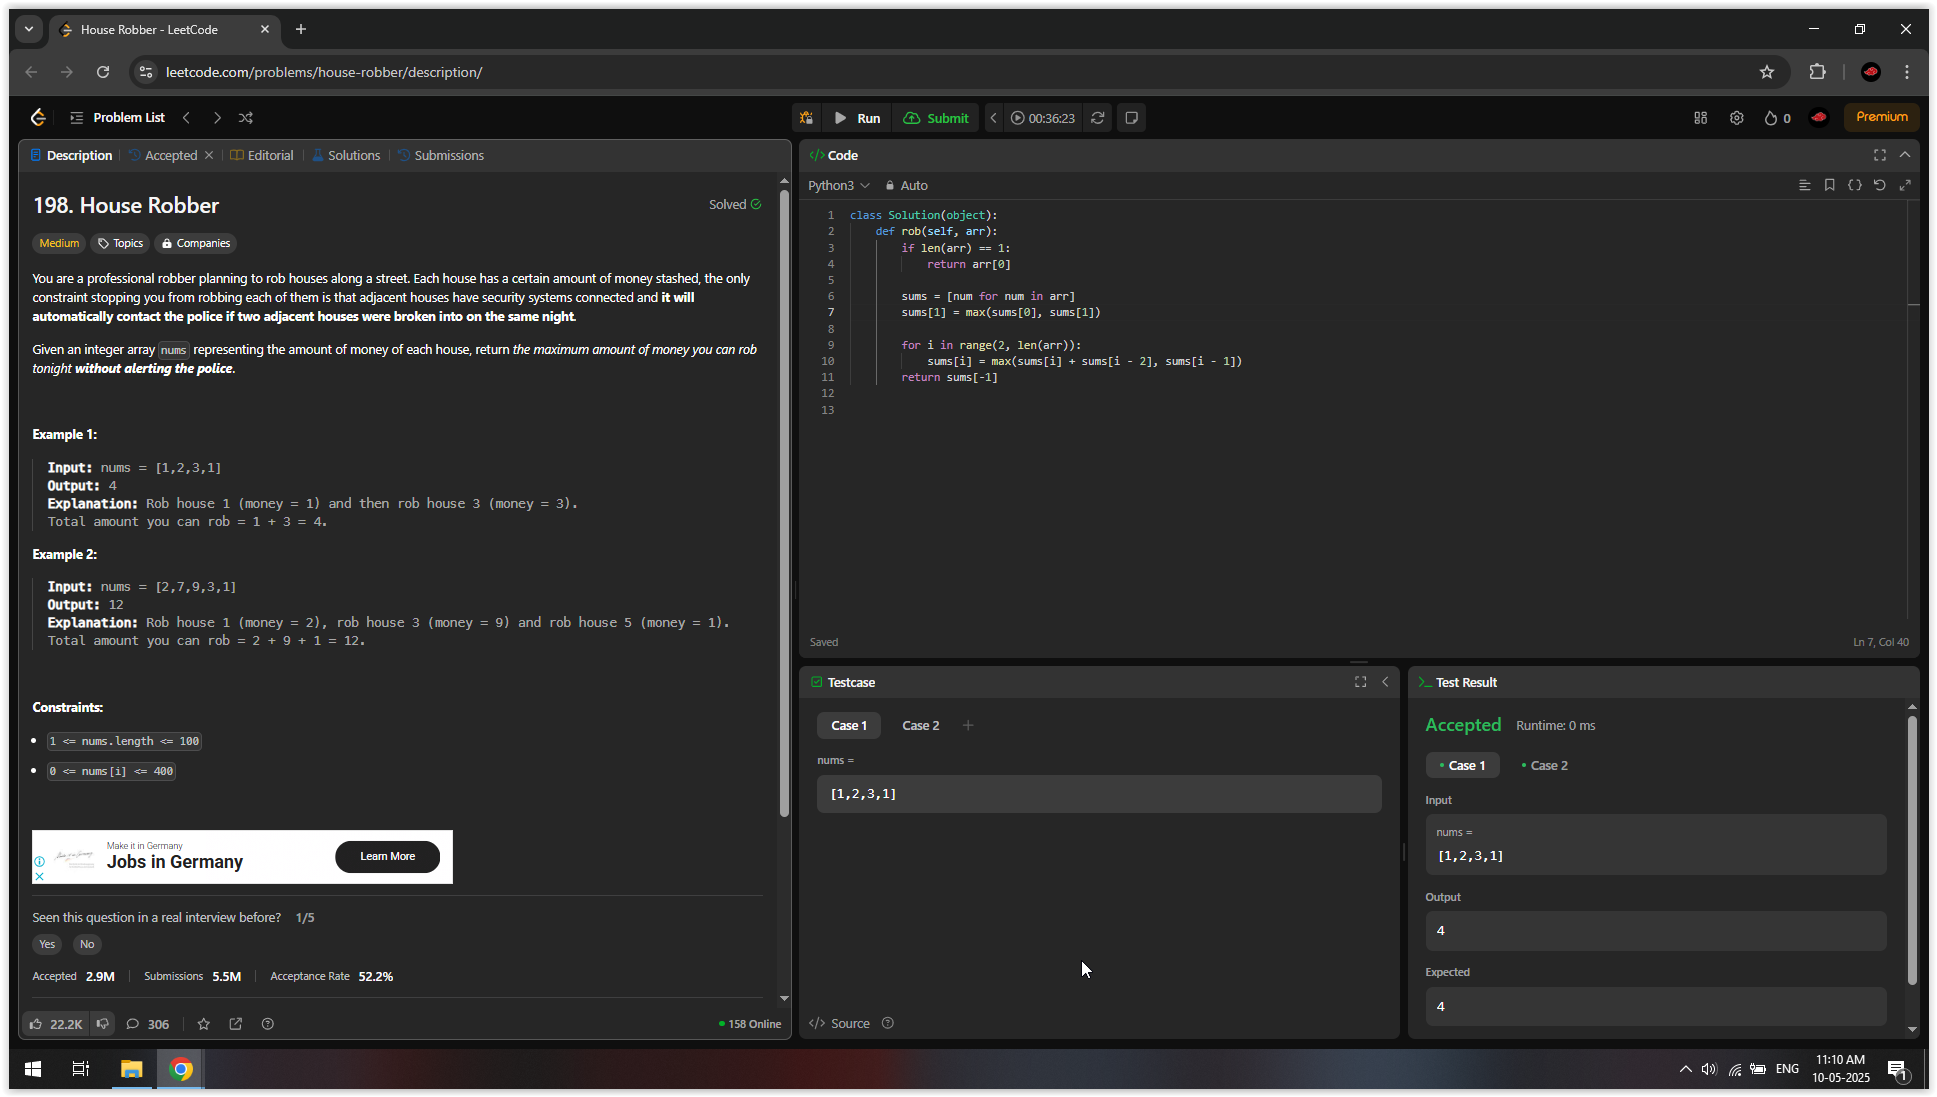 House Robber - LeetCode
leetcode.com/problems/house-robber/description/
Problem List
Run
Submit
00:36:23
0
Premium
Description
Accepted
Editorial
Solutions
Submissions
198. House Robber
Solved
Medium
Topics
Companies
You are a professional robber planning to rob houses along a street. Each house has a certain amount of money stashed, the only
constraint stopping you from robbing each of them is that adjacent houses have security systems connected and it will
automatically contact the police if two adjacent houses were broken into on the same night.
Given an integer array nums representing the amount of money of each house, return the maximum amount of money you can rob
tonight without alerting the police.
Example 1:
Input: nums = [1,2,3,1]
Output: 4
Explanation: Rob house 1 (money = 1) and then rob house 3 (money = 3).
Total amount you can rob = 1 + 3 = 4.
Example 2:
Input: nums = [2,7,9,3,1]
Output: 12
Explanation: Rob house 1 (money = 2), rob house 3 (money = 9) and rob house 5 (money = 1).
Total amount you can rob = 2 + 9 + 1 = 12.
Constraints:
1 <= nums.length <= 100
0 <= nums[i] <= 400
Make it in Germany
Jobs in Germany
Learn More
Seen this question in a real interview before? 1/5
Yes No
Accepted 2.9M Submissions 5.5M Acceptance Rate 52.2%
22.2K
306
158 Online
Code
Python3
Auto
1 class Solution(object):
2 def rob(self, arr):
3 if len(arr) == 1:
4 return arr[0]
5
6 sums = [num for num in arr]
7 sums[1] = max(sums[0], sums[1])
8
9 for i in range(2, len(arr)):
10 sums[i] = max(sums[i] + sums[i - 2], sums[i - 1])
11 return sums[-1]
12
13
Saved
Ln 7, Col 40
Testcase
Case 1
Case 2
nums =
[1,2,3,1]
Source
Test Result
Accepted
Runtime: 0 ms
Case 1
Case 2
Input
nums =
[1,2,3,1]
Output
4
Expected
4
ENG
11:10 AM
10-05-2025
1